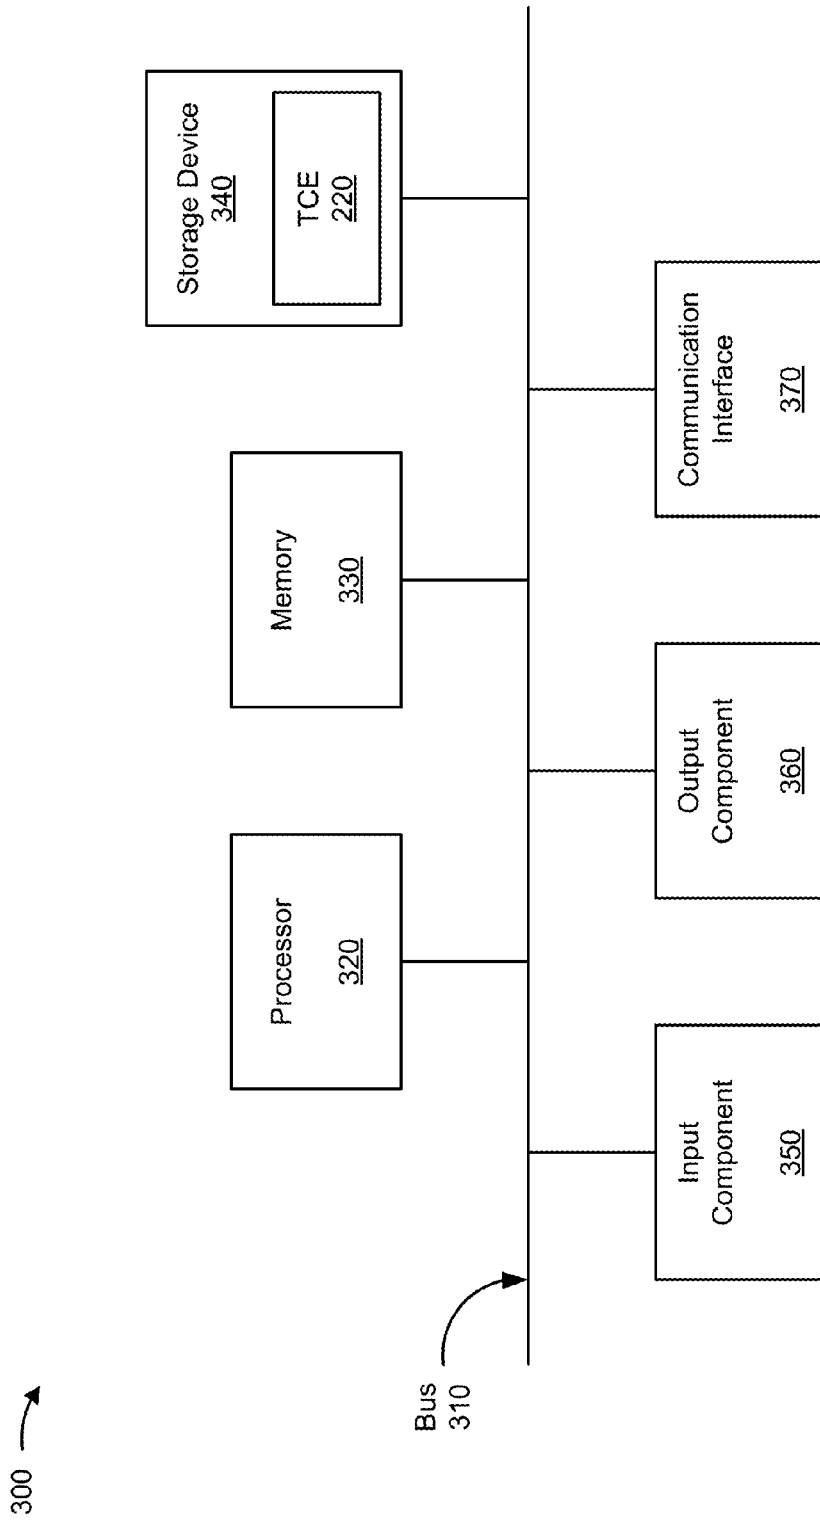 300
Processor
320
Memory
330
Storage Device
340
TCE
220
Bus
310
Input
Component
350
Output
Component
360
Communication
Interface
370